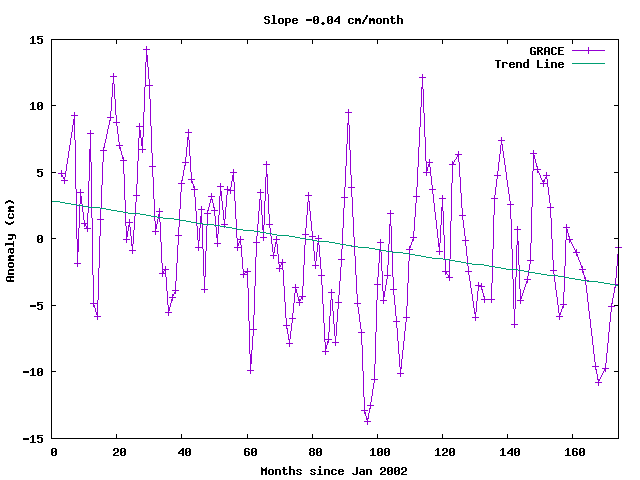 Slope -0.04 cm/month
GRACE
Trend Line
15
10
5
0
-5
-10
-15
Anomaly (cm)
0 20 40 60 80 100 120 140 160
Months since Jan 2002